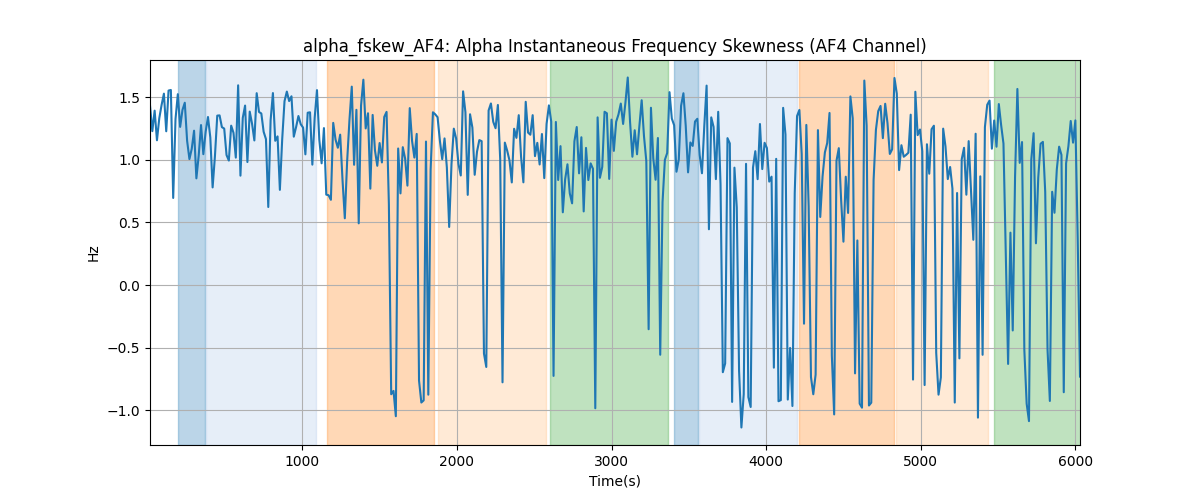 alpha_fskew_AF4: Alpha Instantaneous Frequency Skewness (AF4 Channel)
1.5
1.0
0.5
0.0
−0.5
−1.0
Hz
1000 2000 3000 4000 5000 6000
Time(s)